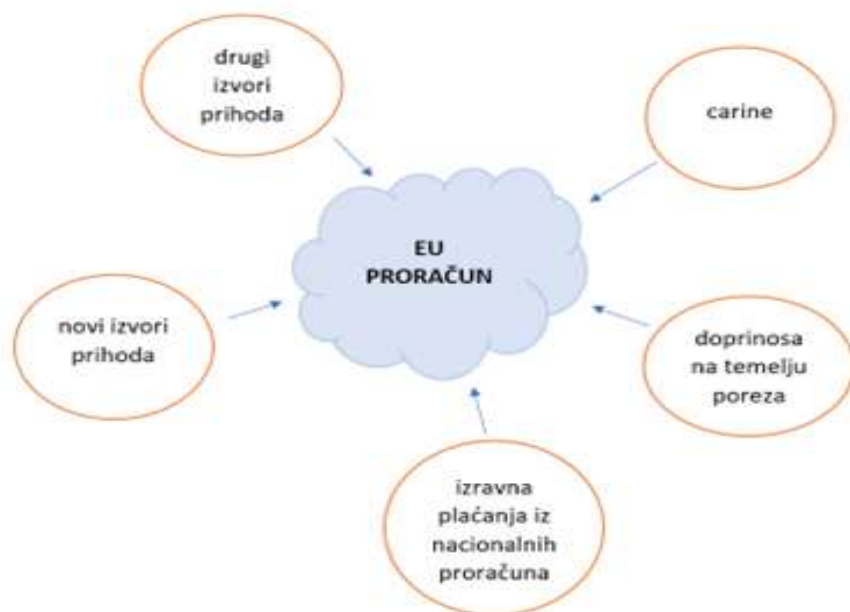 drugi
izvori
prihoda
carine
EU
PRORAČUN
novi izvori
prihoda
doprinosa
na temelju
poreza
izravna
plaćanja iz
nacionalnih
proračuna